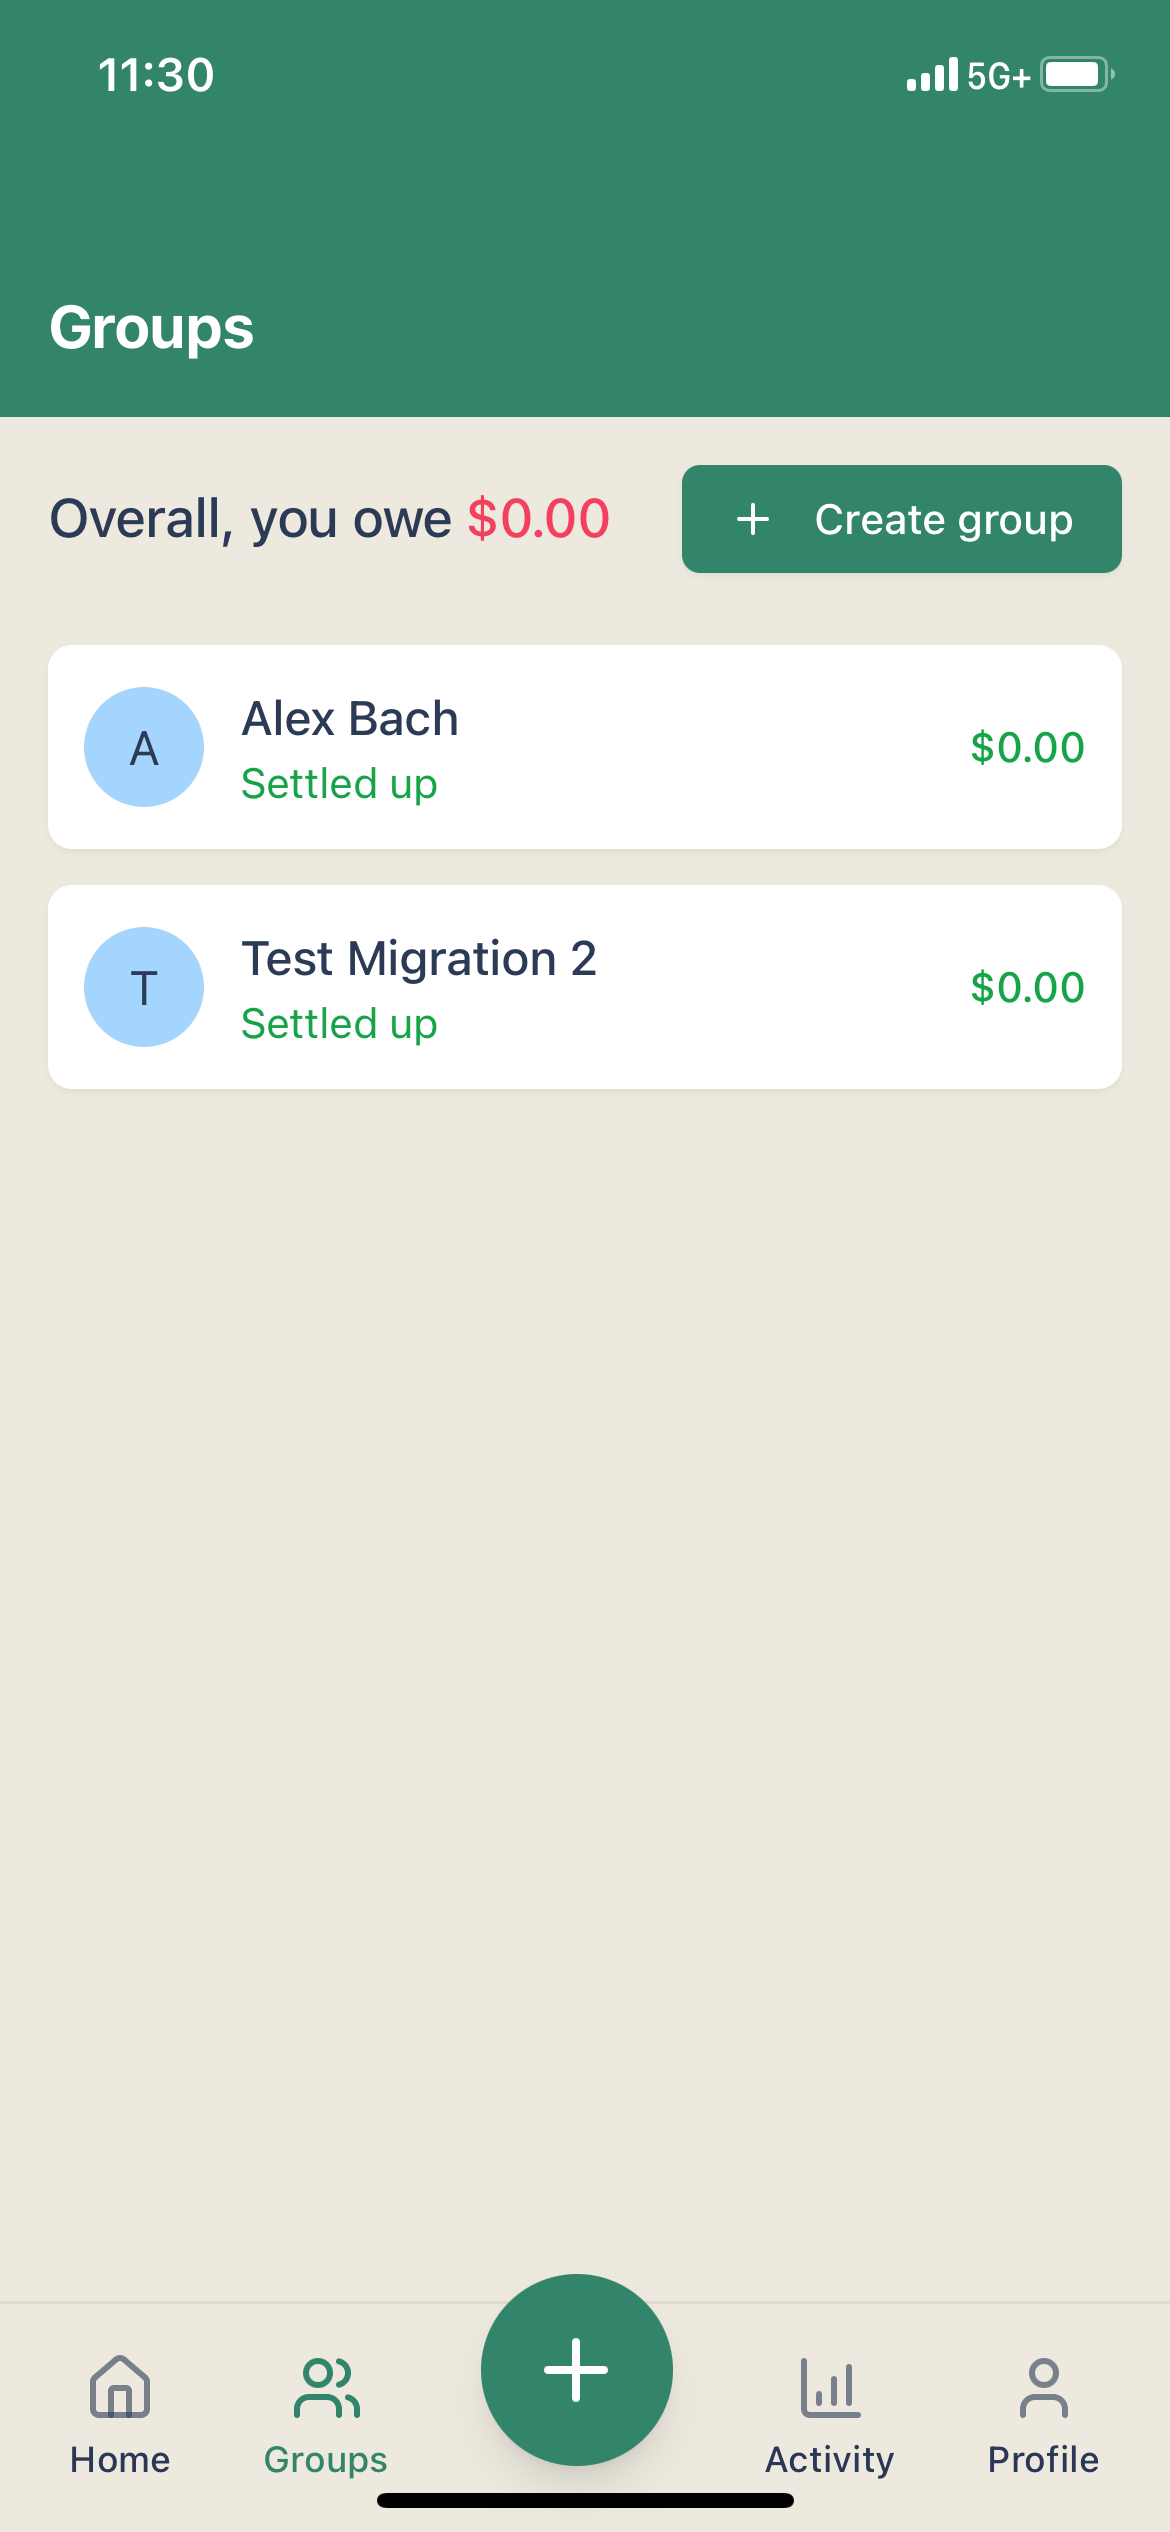 11:30
5G+
Groups
Overall, you owe $0.00
Create group
A
Alex Bach
Settled up
$0.00
T
Test Migration 2
Settled up
$0.00
Home
Groups
Activity
Profile